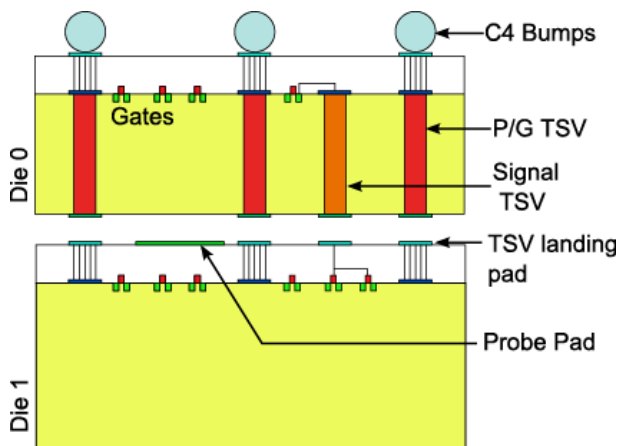 C4 Bumps
Gates
P/G TSV
Die 0
Signal
TSV
TSV landing
pad
Probe Pad
Die 1